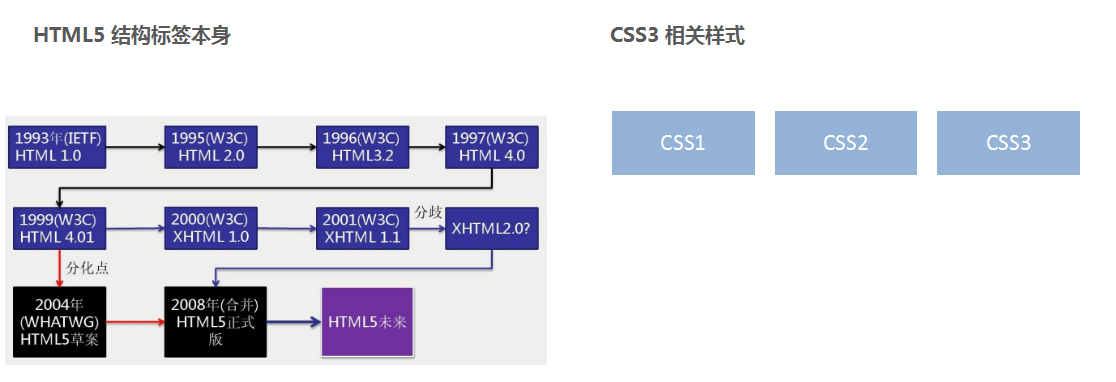 HTML5 结构标签本身
CSS3 相关样式
1993年(IETF)
HTML 1.0
1995(W3C)
HTML 2.0
1996(W3C)
HTML3.2
1997(W3C)
HTML 4.0
1999(W3C)
HTML 4.01
2000(W3C)
XHTML 1.0
2001(W3C)
XHTML 1.1
分歧
XHTML2.0?
分化点
2004年
(WHATWG)
HTML5草案
2008年(合并)
HTML5正式
版
HTML5未来
CSS1
CSS2
CSS3